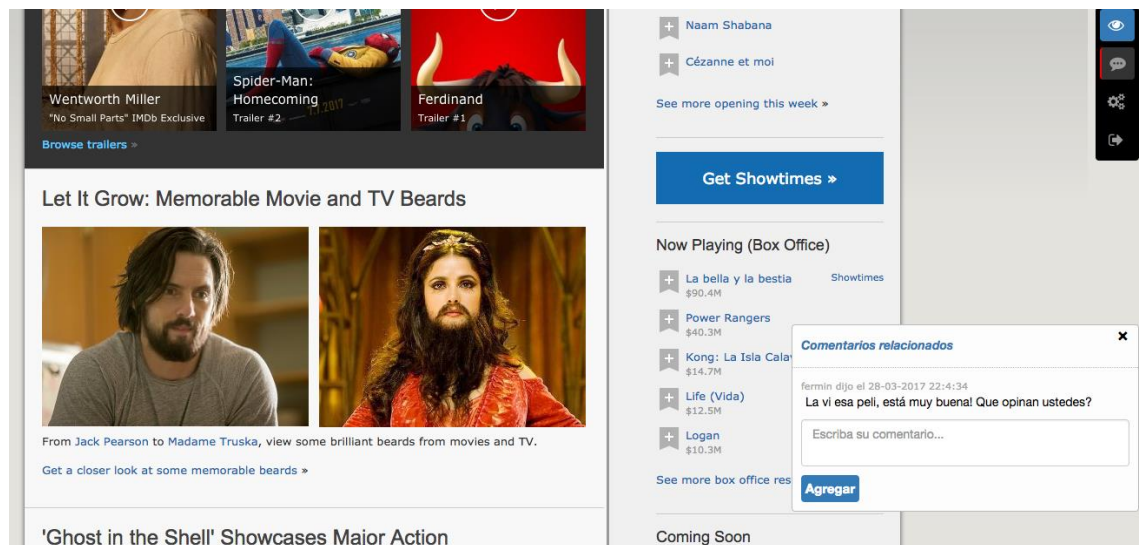 Wentworth Miller
"No Small Parts" IMDb Exclusive
Spider-Man:
Homecoming
Trailer #2
7.7.2017
Ferdinand
Trailer #1
Browse trailers »
Let It Grow: Memorable Movie and TV Beards
From Jack Pearson to Madame Truska, view some brilliant beards from movies and TV.
Get a closer look at some memorable beards »
'Ghost in the Shell' Showcases Major Action
Naam Shabana
Cézanne et moi
See more opening this week »
Get Showtimes »
Now Playing (Box Office)
La bella y la bestia Showtimes
$90.4M
Power Rangers
$40.3M
Kong: La Isla Cala
$14.7M
Life (Vida)
$12.5M
Logan
$10.3M
See more box office res
Coming Soon
Comentarios relacionados
fermin dijo el 28-03-2017 22:4:34
La vi esa peli, está muy buena! Que opinan ustedes?
Escriba su comentario...
Agregar